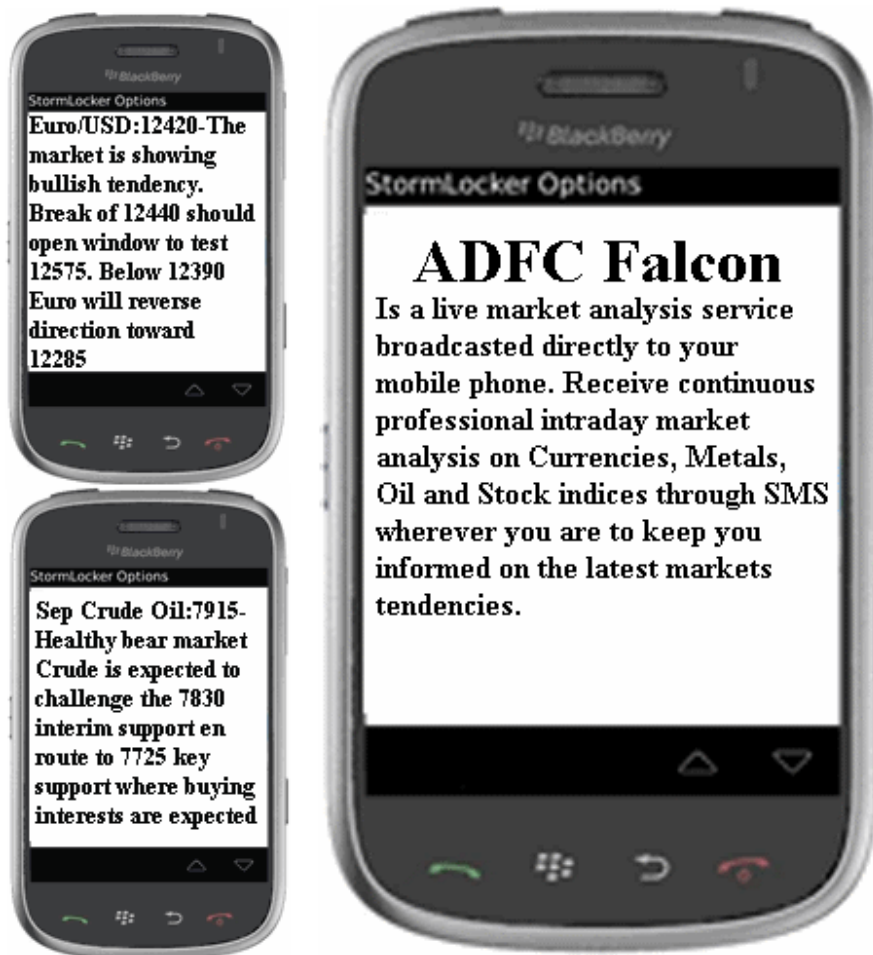 BlackBerry
StormLocker Options
Euro/USD:12420-The
market is showing
bullish tendency.
Break of 12440 should
open window to test
12575. Below 12390
Euro will reverse
direction toward
12285
BlackBerry
StormLocker Options
Sep Crude Oil:7915-
Healthy bear market
Crude is expected to
challenge the 7830
interim support en
route to 7725 key
support where buying
interests are expected
BlackBerry
StormLocker Options
ADFC Falcon
Is a live market analysis service
broadcasted directly to your
mobile phone. Receive continuous
professional intraday market
analysis on Currencies, Metals,
Oil and Stock indices through SMS
wherever you are to keep you
informed on the latest markets
tendencies.